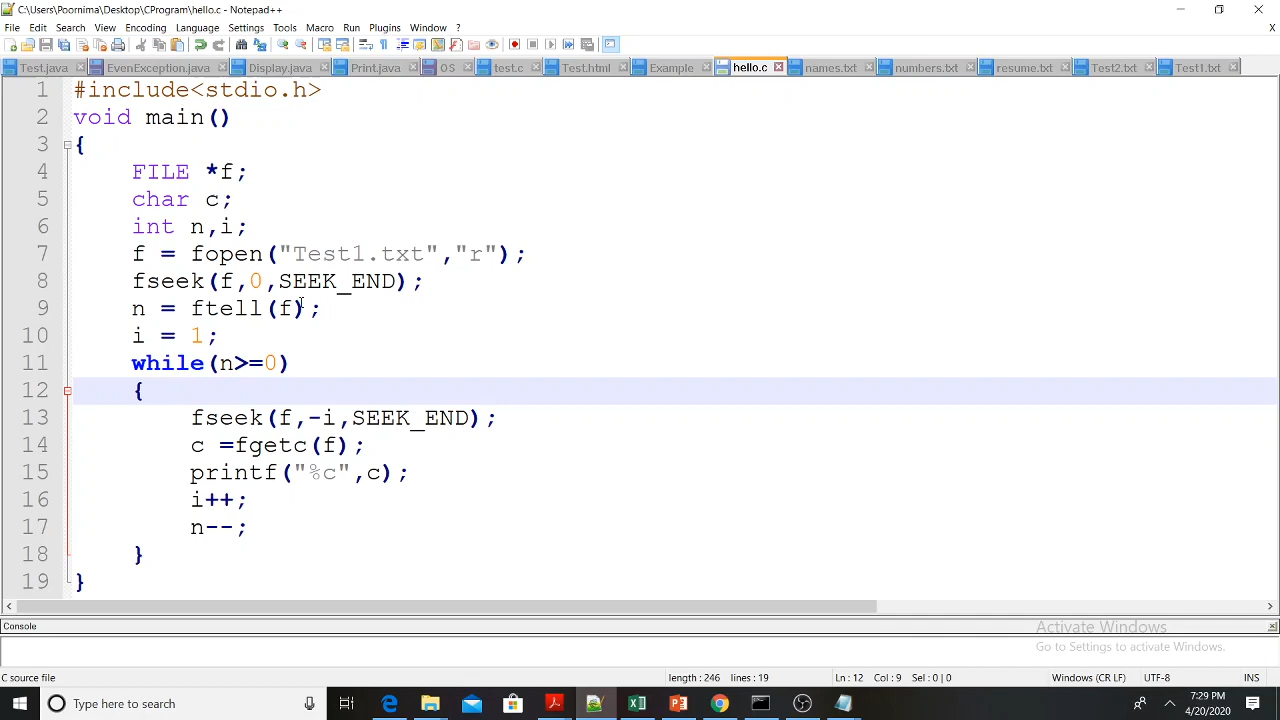 C:\Users\Poornima\Desktop\CProgram\hello.c - Notepad++
File Edit Search View Encoding Language Settings Tools Macro Run Plugins Window ?
X
Test.java EvenException.java Display.java Print.java OS test.c Test.html Example hello.c names.txt numbers.txt resume.txt Test2.txt Test1.txt
1 #include<stdio.h>
2 void main()
3 {
4 FILE *f;
5 char c;
6 int n,i;
7 f = fopen("Test1.txt","r");
8 fseek(f,0,SEEK_END);
9 n = ftell(f);
10 i = 1;
11 while(n>=0)
12 {
13 fseek(f,-i,SEEK_END);
14 c =fgetc(f);
15 printf("%c",c);
16 i++;
17 n--;
18 }
19 }
Console
Activate Windows
Go to Settings to activate Windows.
C source file length : 246 lines : 19 Ln : 12 Col : 9 Sel : 0 | 0 Windows (CR LF) UTF-8 INS
Type here to search
7:29 PM
4/20/2020